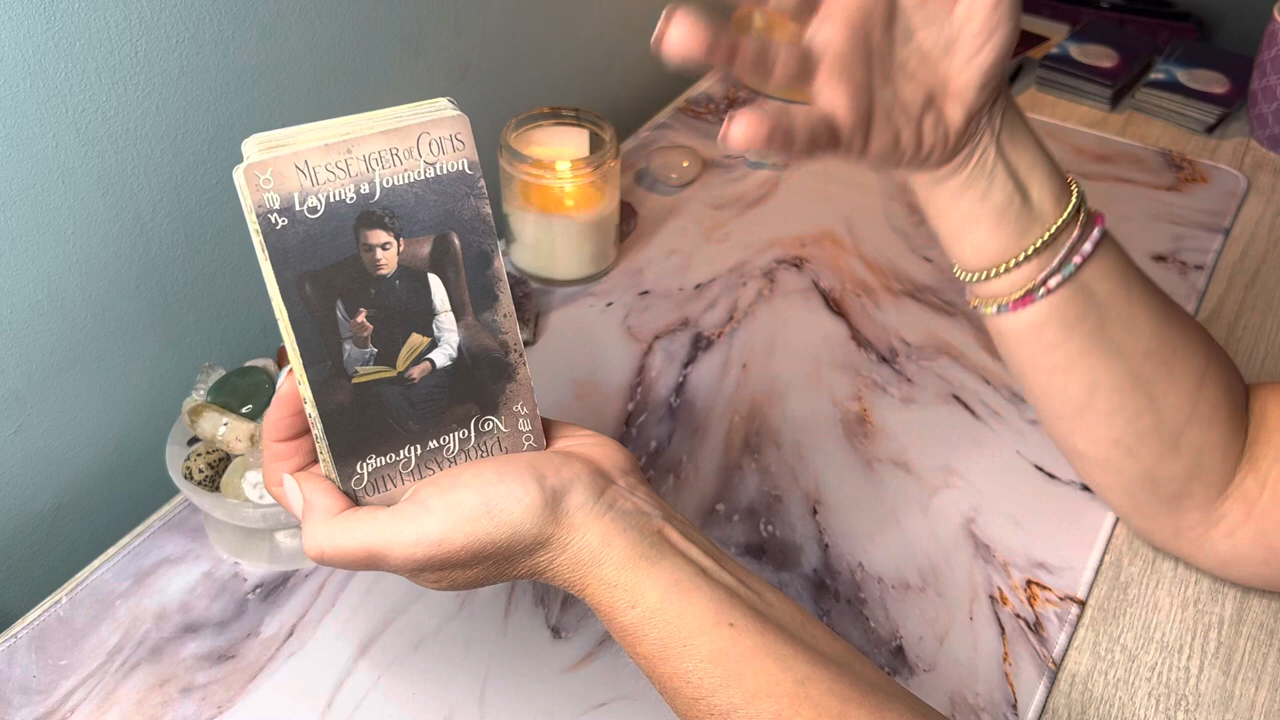 MESSENGER OF COINS
Laying a foundation
No follow through
PROCRASTINATION